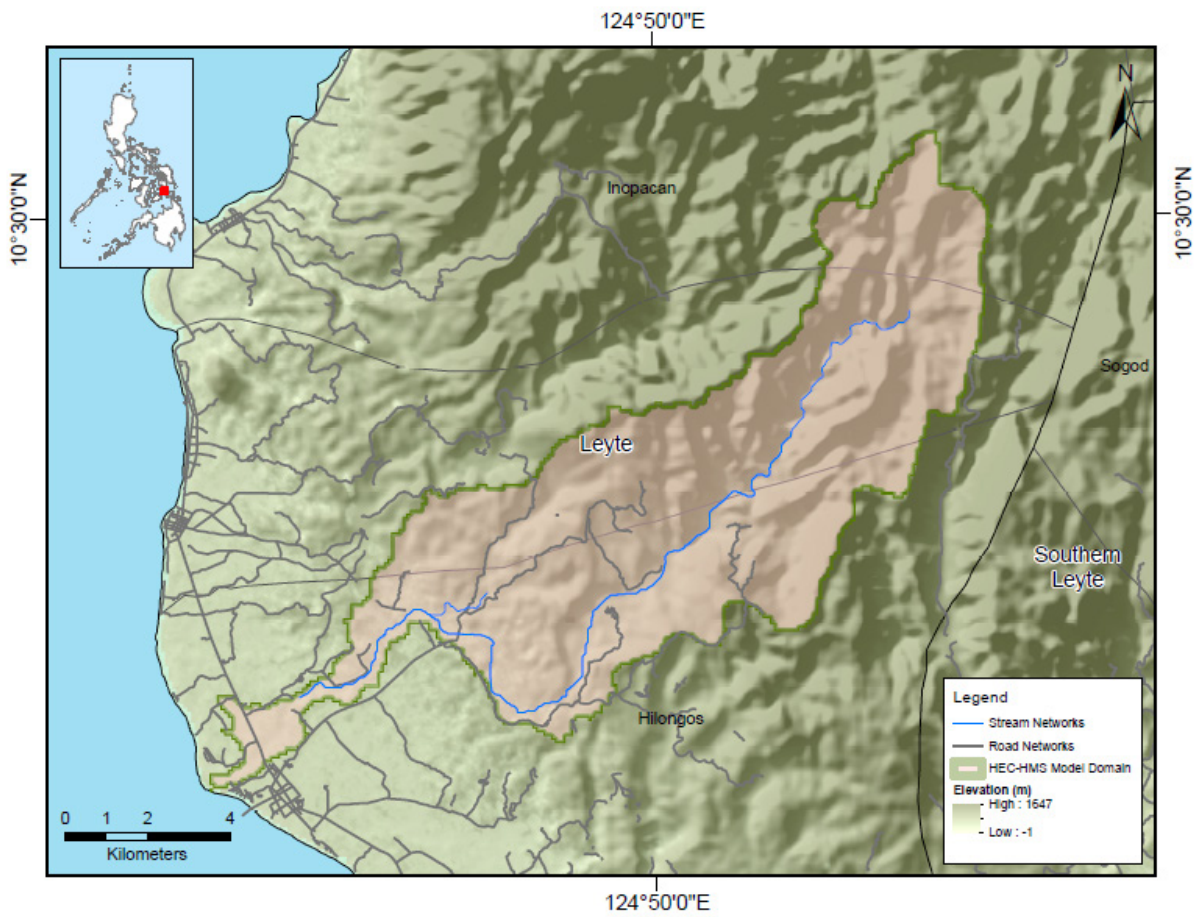 124°50'0"E
N
10°30'0"N
10°30'0"N
Inopacan
Sogod
Leyte
Southern
Leyte
Hilongos
Legend
Stream Networks
Road Networks
HEC-HMS Model Domain
Elevation (m)
High : 1647
Low : -1
0 1 2 4
Kilometers
124°50'0"E